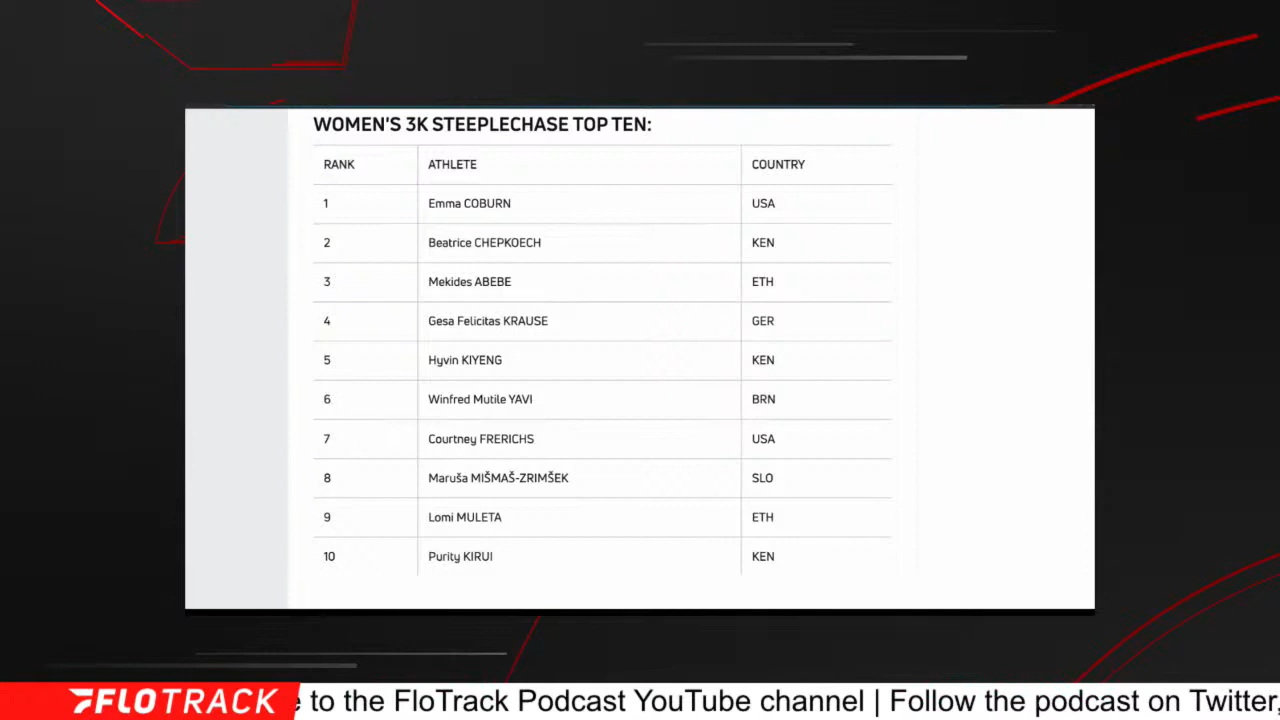 WOMEN'S 3K STEEPLECHASE TOP TEN:
RANK ATHLETE COUNTRY
1 Emma COBURN USA
2 Beatrice CHEPKOECH KEN
3 Mekides ABEBE ETH
4 Gesa Felicitas KRAUSE GER
5 Hyvin KIYENG KEN
6 Winfred Mutile YAVI BRN
7 Courtney FRERICHS USA
8 Maruša MIŠMAŠ-ZRIMŠEK SLO
9 Lomi MULETA ETH
10 Purity KIRUI KEN
FLOTRACK e to the FloTrack Podcast YouTube channel | Follow the podcast on Twitter,